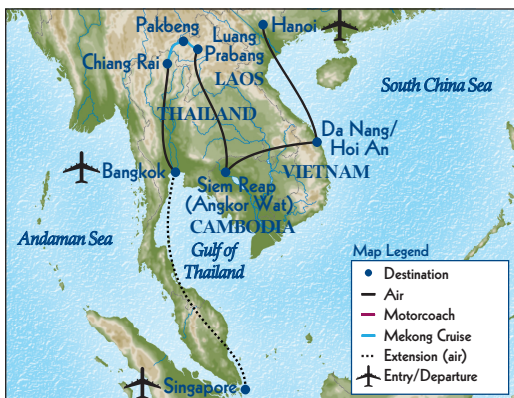 Pakbeng
Hanoi
Luang
Prabang
Chiang Rai
LAOS
South China Sea
THAILAND
Da Nang/
Hoi An
Bangkok
VIETNAM
Siem Reap
(Angkor Wat)
CAMBODIA
Andaman Sea
Gulf of
Thailand
Map Legend
Destination
Air
Motorcoach
Mekong Cruise
Extension (air)
Entry/Departure
Singapore